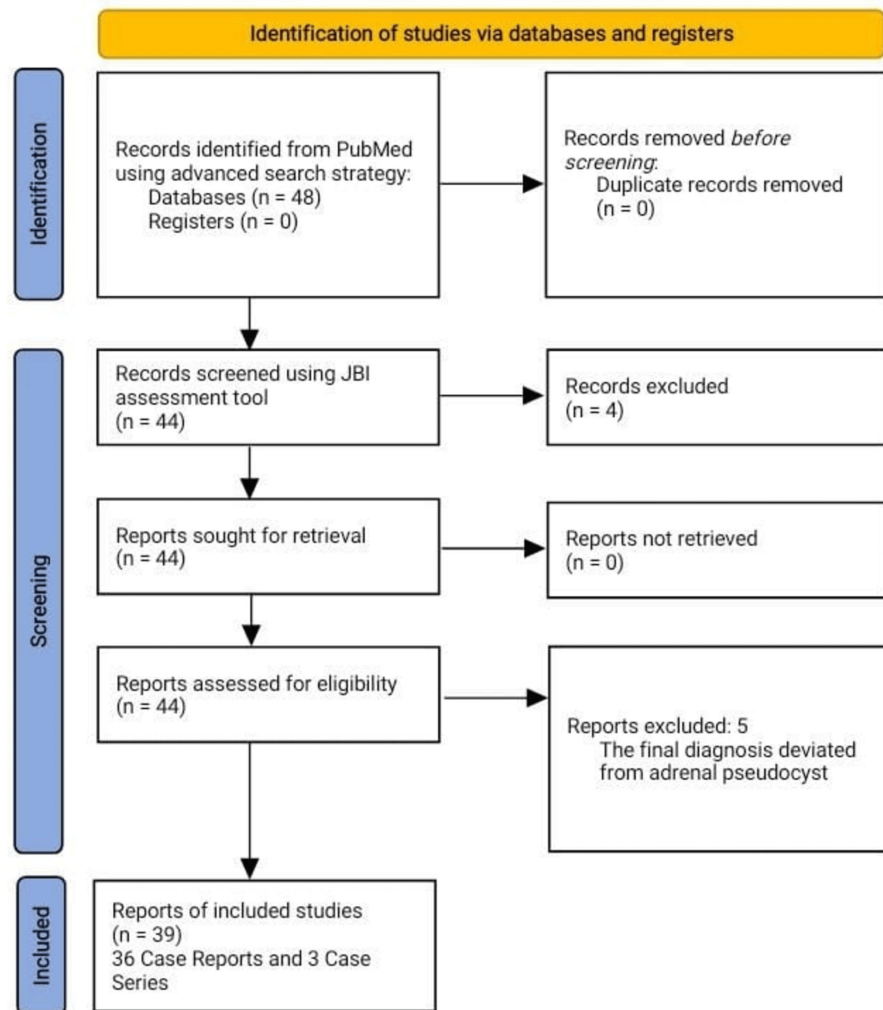 Identification of studies via databases and registers
Identification
Records identified from PubMed
using advanced search strategy:
Databases (n = 48)
Registers (n = 0)
Records removed before
screening:
Duplicate records removed
(n = 0)
Screening
Records screened using JBI
assessment tool
(n = 44)
Records excluded
(n = 4)
Reports sought for retrieval
(n = 44)
Reports not retrieved
(n = 0)
Reports assessed for eligibility
(n = 44)
Reports excluded: 5
The final diagnosis deviated
from adrenal pseudocyst
Included
Reports of included studies
(n = 39)
36 Case Reports and 3 Case
Series